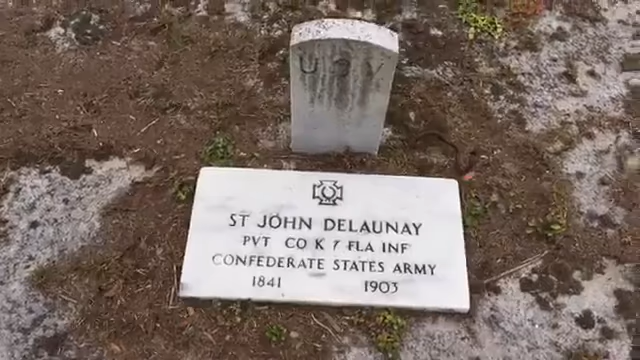 ST JOHN DELAUNAY
PVT CO K 7 FLA INF
CONFEDERATE STATES ARMY
1841 1903